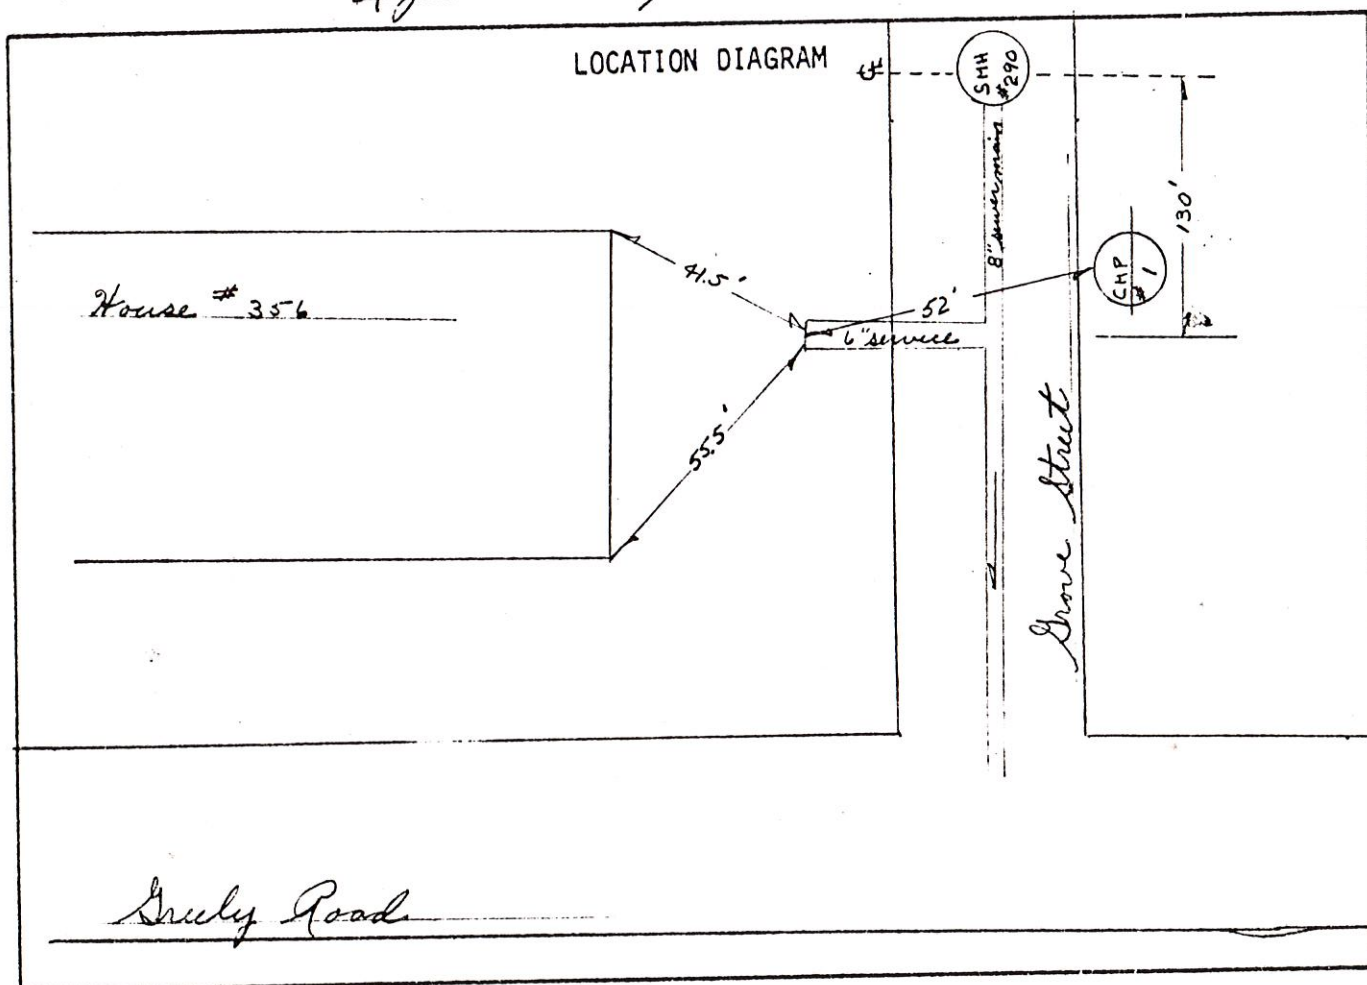 LOCATION DIAGRAM
℄
SMH
#290
8" sewer main
130'
CMP
#1
41.5'
House # 356
52'
6" service
55.5'
Grove Street
Greely Road